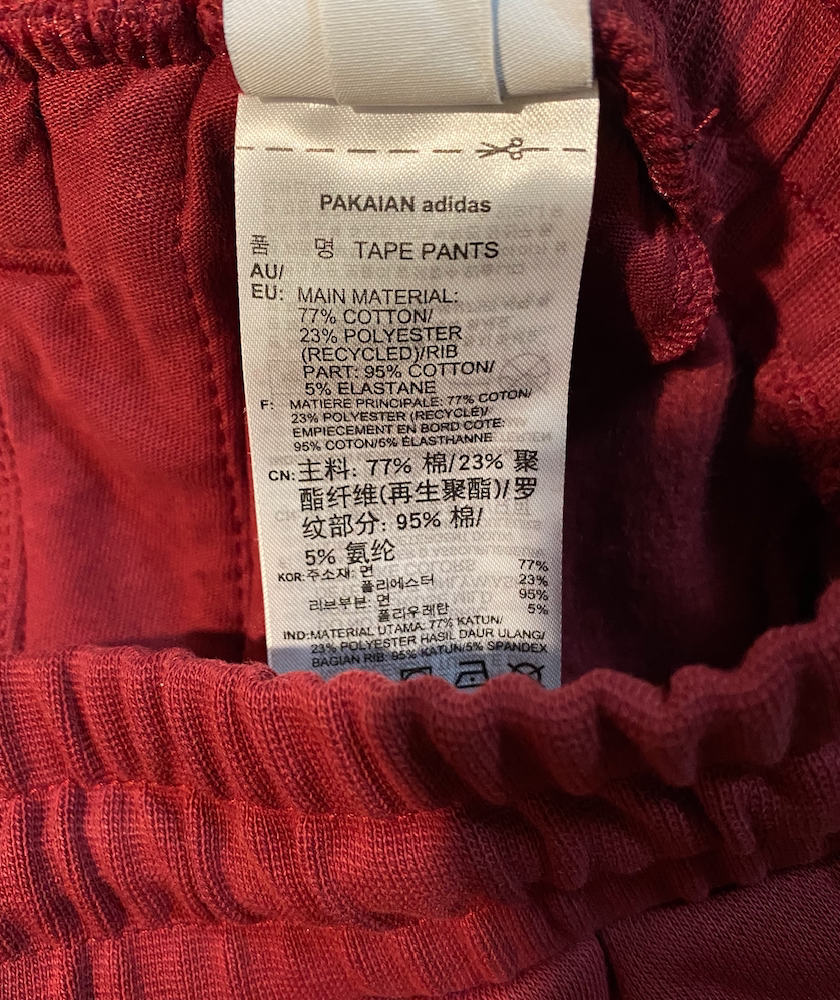 PAKAIAN adidas
품 명 TAPE PANTS
AU/
EU: MAIN MATERIAL:
77% COTTON/
23% POLYESTER
(RECYCLED)/RIB
PART: 95% COTTON/
5% ELASTANE
F: MATIERE PRINCIPALE: 77% COTON/
23% POLYESTER (RECYCLÉ)/
EMPIECEMENT EN BORD COTE:
95% COTON/5% ÉLASTHANNE
CN: 主料: 77% 棉/23% 聚
酯纤维(再生聚酯)/罗
纹部分: 95% 棉/
5% 氨纶
KOR: 주소재: 면 77%
폴리에스터 23%
리브부분: 면 95%
폴리우레탄 5%
IND: MATERIAL UTAMA: 77% KATUN/
23% POLYESTER HASIL DAUR ULANG/
BAGIAN RIB: 95% KATUN/5% SPANDEX